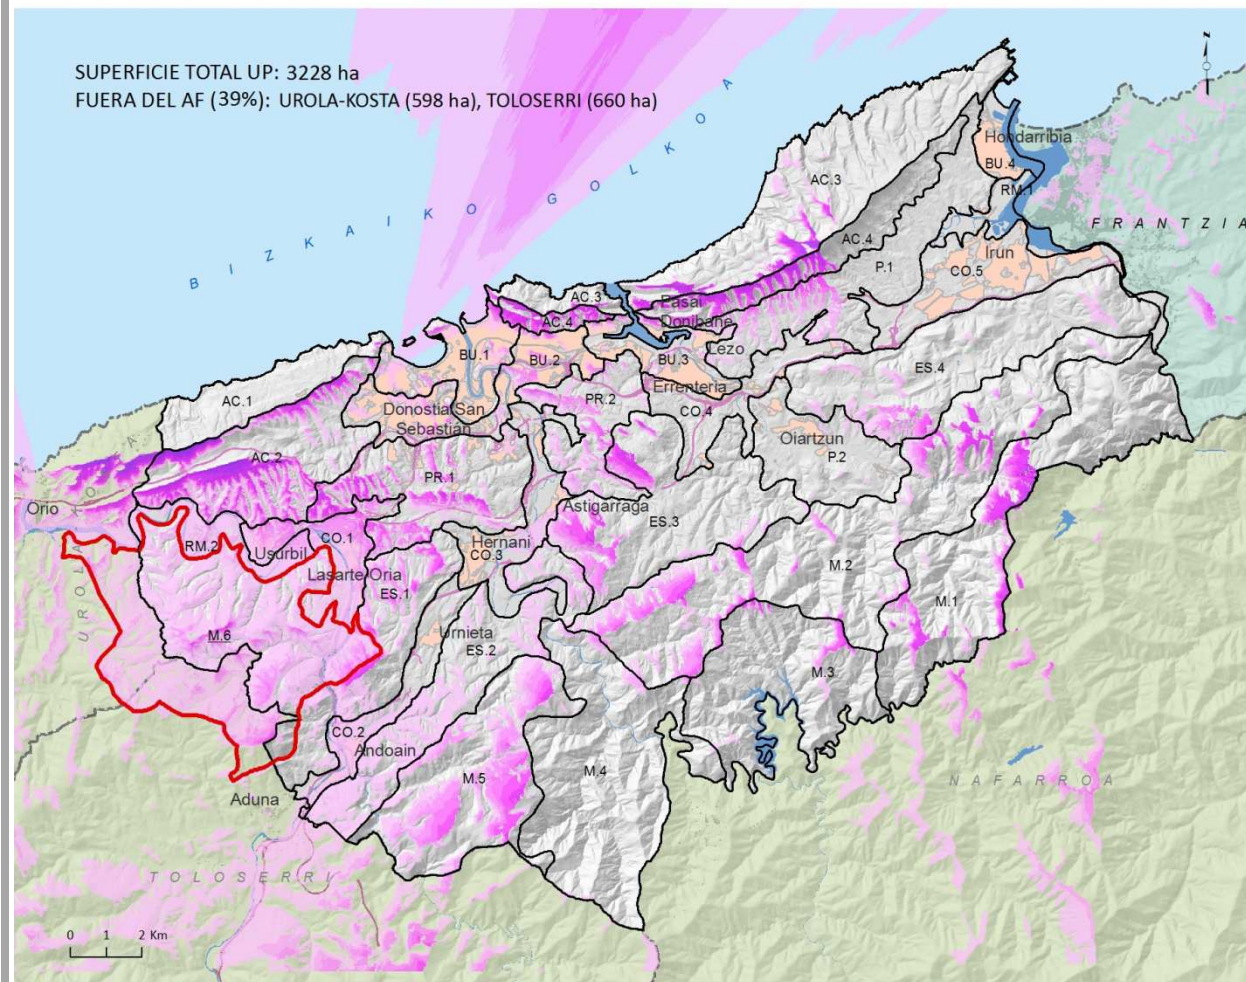 SUPERFICIE TOTAL UP: 3228 ha
FUERA DEL AF (39%): UROLA-KOSTA (598 ha), TOLOSERRI (660 ha)
N
BIZKAIKO GOLKOA
Hondarribia
BU.4
AC.3
RM.1
FRANTZIA
AC.4
P.1
Irun
CO.5
AC.3
Pasai
Donibane
AC.4
Lezo
BU.1
BU.2
BU.3
ES.4
Errenteria
AC.1
PR.2
CO.4
Donostia/San
Sebastián
Oiartzun
P.2
AC.2
PR.1
Orio
Astigarraga
ES.3
RM.2
CO.1
Usurbil
Hernani
CO.3
Lasarte-Oria
M.2
ES.1
M.1
UROLA
M.6
Urnieta
ES.2
M.3
CO.2
Andoain
M.5
M.4
NAFARROA
Aduna
TOLOSERRI
0 1 2 Km